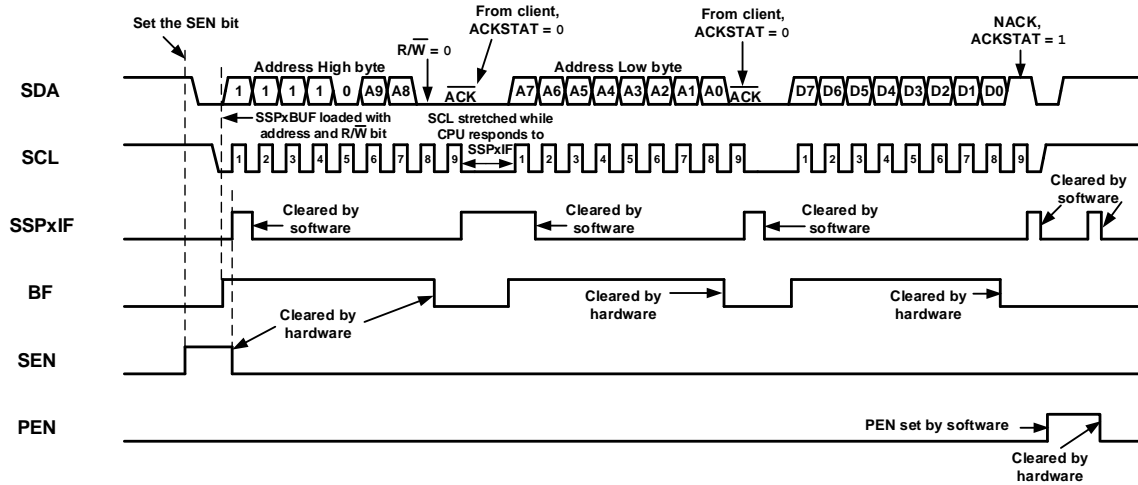 Set the SEN bit
R/W̅ = 0
From client,
ACKSTAT = 0
From client,
ACKSTAT = 0
NACK,
ACKSTAT = 1
Address High byte
Address Low byte
SDA
1 1 1 1 0 A9 A8 A̅C̅K̅ A7 A6 A5 A4 A3 A2 A1 A0 A̅C̅K̅ D7 D6 D5 D4 D3 D2 D1 D0
SSPxBUF loaded with
address and R/W̅ bit
SCL stretched while
CPU responds to
SSPxIF
SCL
1 2 3 4 5 6 7 8 9 1 2 3 4 5 6 7 8 9 1 2 3 4 5 6 7 8 9
SSPxIF
Cleared by
software
Cleared by
software
Cleared by
software
Cleared by
software
BF
Cleared by
hardware
Cleared by
hardware
Cleared by
hardware
SEN
PEN
PEN set by software
Cleared by
hardware